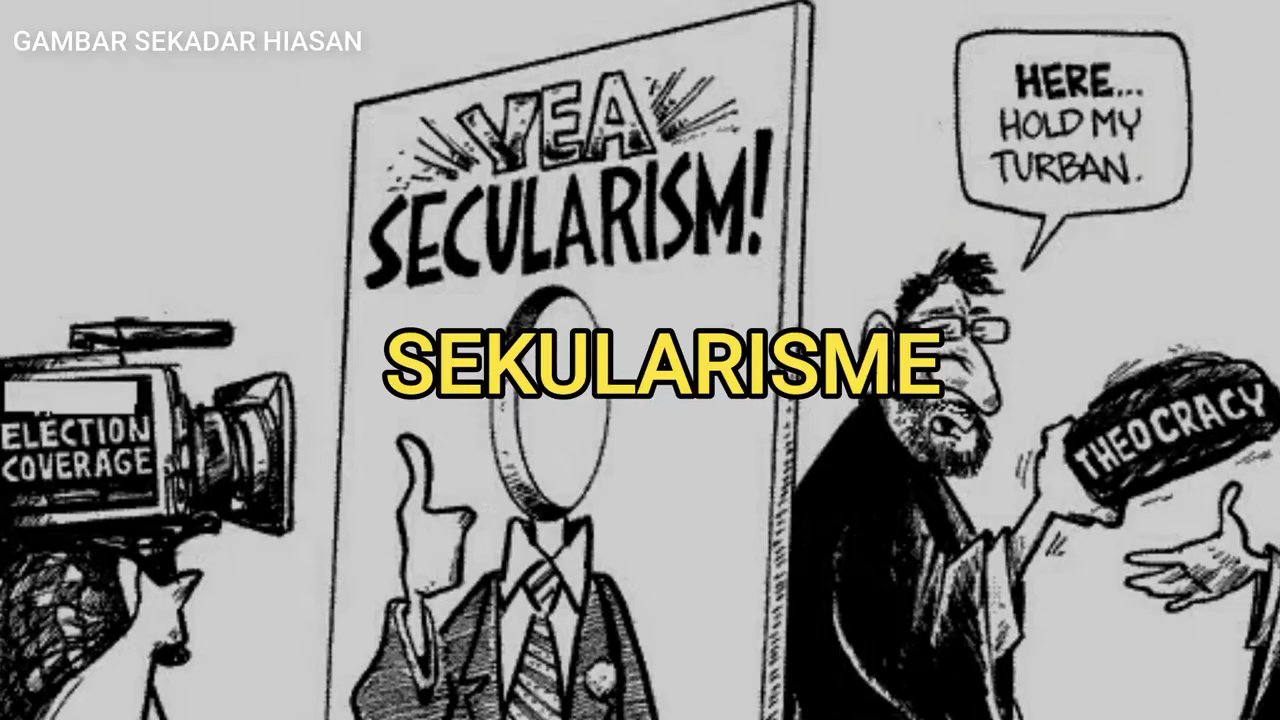 GAMBAR SEKADAR HIASAN
YEA
SECULARISM!
HERE...
HOLD MY
TURBAN.
SEKULARISME
ELECTION
COVERAGE
THEOCRACY